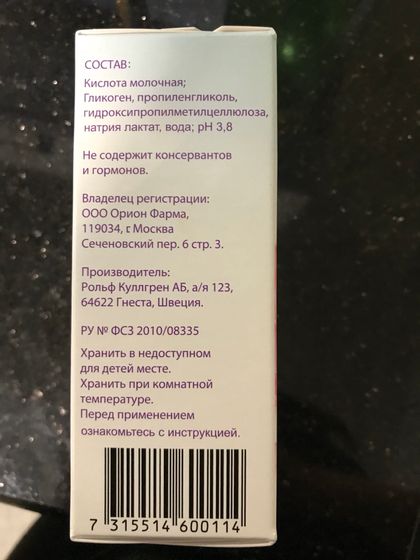 СОСТАВ:
Кислота молочная;
Гликоген, пропиленгликоль,
гидроксипропилметилцеллюлоза,
натрия лактат, вода; рН 3,8
Не содержит консервантов
и гормонов.
Владелец регистрации:
ООО Орион Фарма,
119034, г. Москва
Сеченовский пер. 6 стр. 3.
Производитель:
Рольф Куллгрен АБ, а/я 123,
64622 Гнеста, Швеция.
РУ № ФСЗ 2010/08335
Хранить в недоступном
для детей месте.
Хранить при комнатной
температуре.
Перед применением
ознакомьтесь с инструкцией.
7 315514 600114